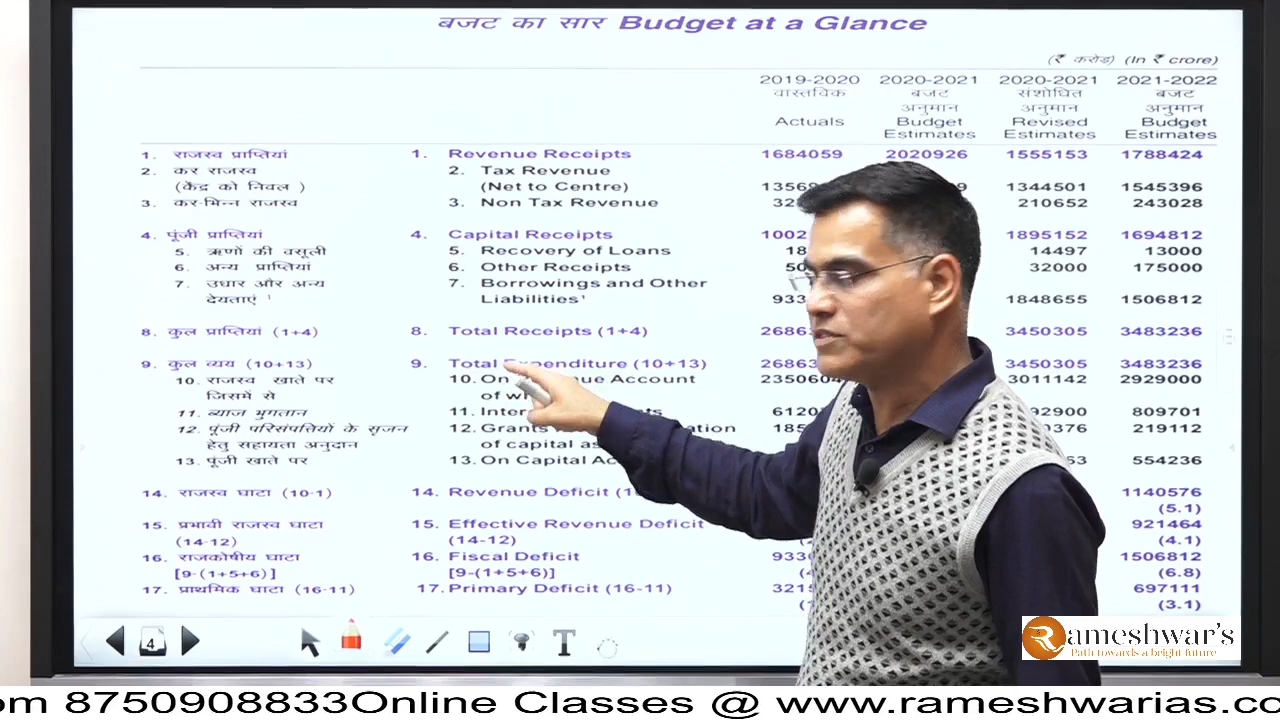 बजट का सार Budget at a Glance
(₹ करोड़) (In ₹ crore)
2019-2020 2020-2021 2020-2021 2021-2022
वास्तविक बजट संशोधित बजट
अनुमान अनुमान अनुमान
Actuals Budget Revised Budget
Estimates Estimates Estimates
1. राजस्व प्राप्तियां 1. Revenue Receipts 1684059 2020926 1555153 1788424
2. कर राजस्व 2. Tax Revenue
(केंद्र को निवल ) (Net to Centre) 1344501 1545396
3. कर-भिन्न राजस्व 3. Non Tax Revenue 210652 243028
4. पूंजी प्राप्तियां 4. Capital Receipts 1895152 1694812
5. ऋणों की वसूली 5. Recovery of Loans 14497 13000
6. अन्य प्राप्तियां 6. Other Receipts 32000 175000
7. उधार और अन्य 7. Borrowings and Other
देयताएं ¹ Liabilities¹ 1848655 1506812
8. कुल प्राप्तियां (1+4) 8. Total Receipts (1+4) 3450305 3483236
9. कुल व्यय (10+13) 9. Total Expenditure (10+13) 3450305 3483236
10. राजस्व खाते पर 10. On Account 2350604 3011142 2929000
जिसमें से of
11. ब्याज भुगतान 11. 809701
12. पूंजी परिसंपत्तियों के सृजन 12. Grants 219112
हेतु सहायता अनुदान of capital
13. पूंजी खाते पर 13. On Capital 554236
14. राजस्व घाटा (10-1) 14. Revenue Deficit 1140576
(5.1)
15. प्रभावी राजस्व घाटा 15. Effective Revenue Deficit 921464
(14-12) (14-12) (4.1)
16. राजकोषीय घाटा 16. Fiscal Deficit 1506812
[9-(1+5+6)] [9-(1+5+6)] (6.8)
17. प्राथमिक घाटा (16-11) 17. Primary Deficit (16-11) 697111
(3.1)
4
T
Rameshwar's
Path towards a bright future
om 8750908833Online Classes @ www.rameshwarias.co